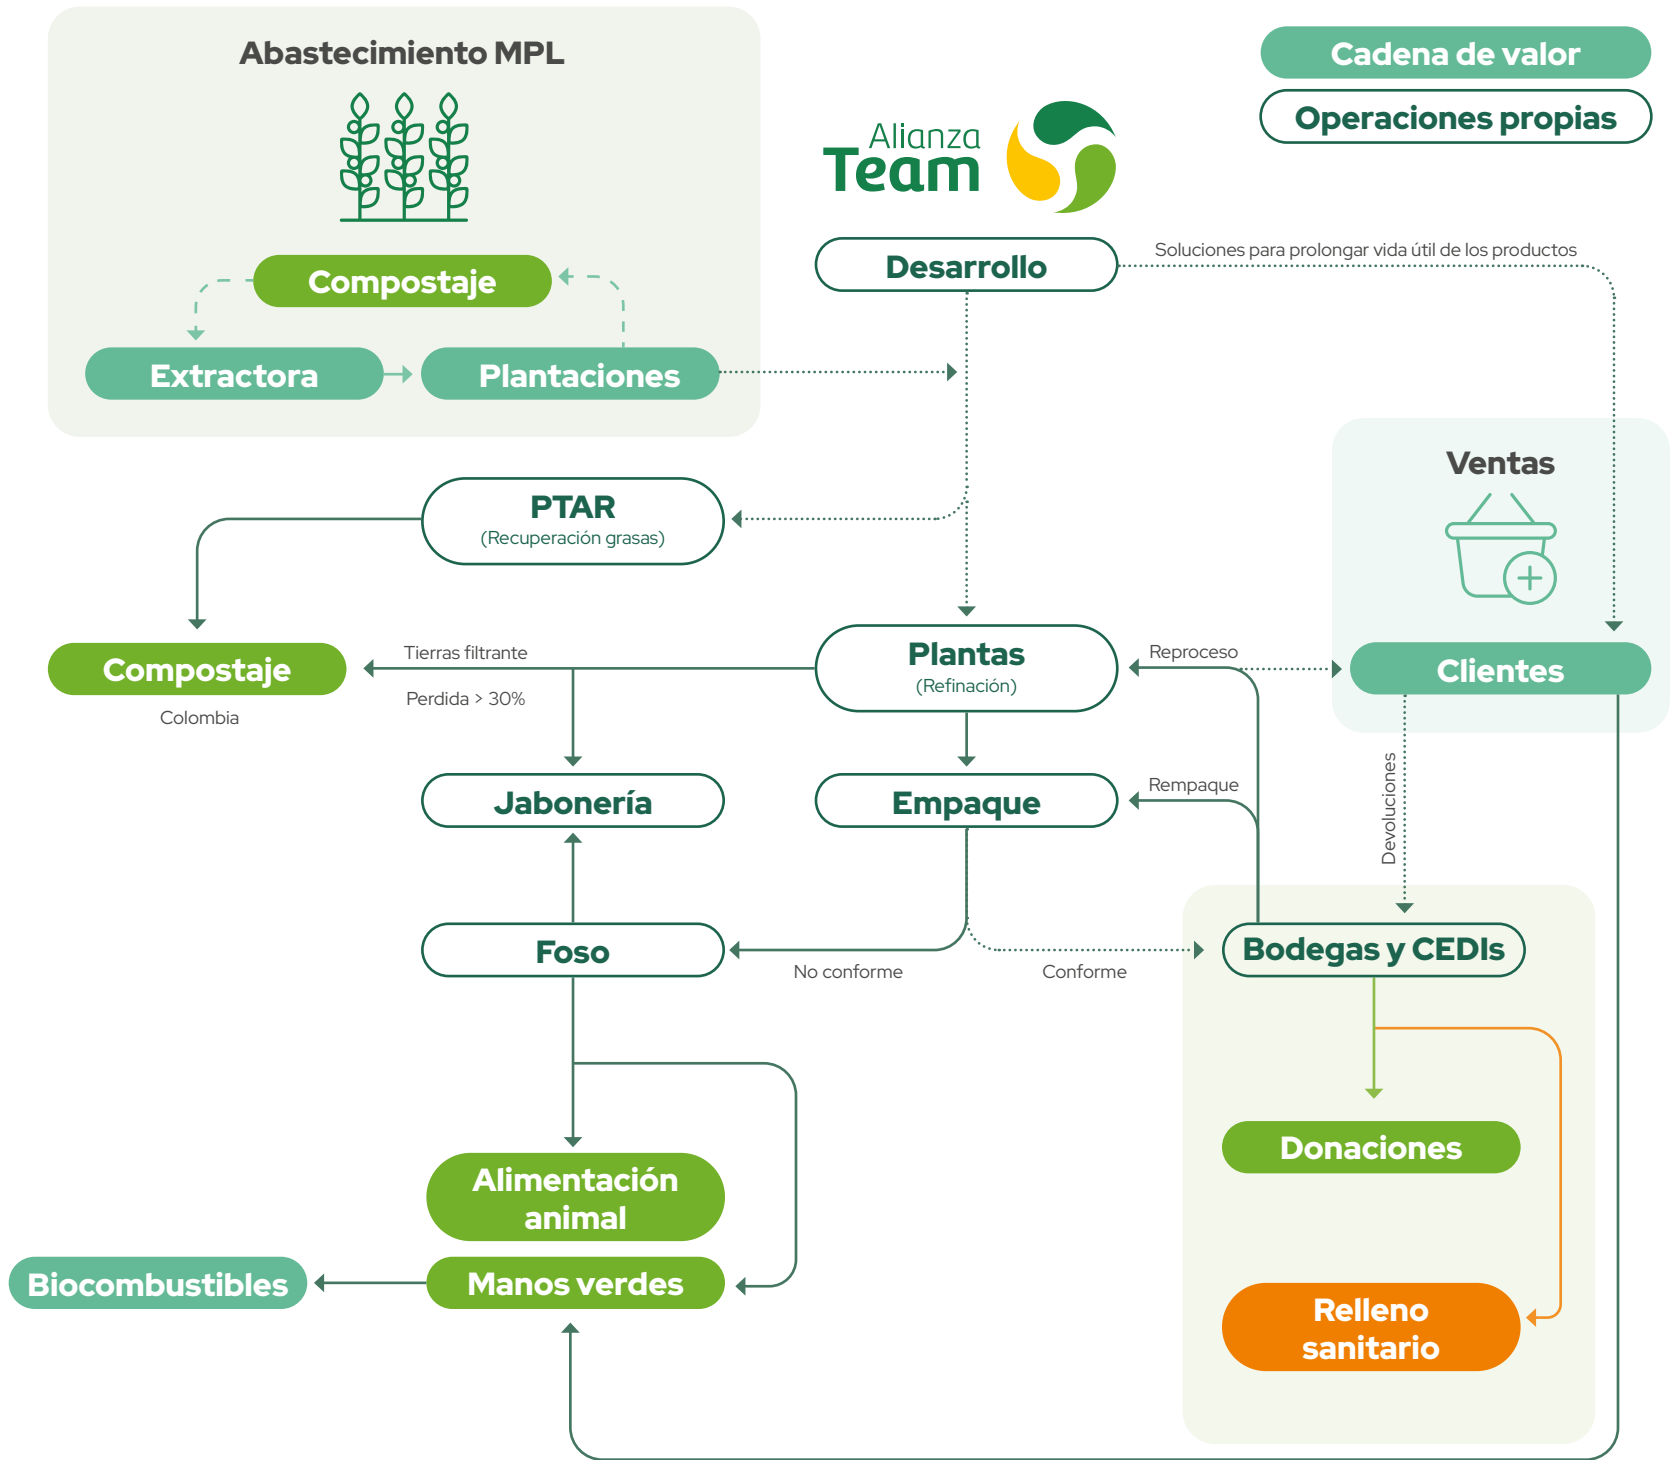 Abastecimiento MPL
Cadena de valor
Operaciones propias
Alianza
Team
Desarrollo
Soluciones para prolongar vida útil de los productos
Compostaje
Extractora
Plantaciones
Ventas
PTAR
(Recuperación grasas)
Compostaje
Colombia
Tierras filtrante
Perdida > 30%
Plantas
(Refinación)
Reproceso
Clientes
Jabonería
Empaque
Rempaque
Devoluciones
Foso
No conforme
Conforme
Bodegas y CEDIs
Donaciones
Alimentación
animal
Biocombustibles
Manos verdes
Relleno
sanitario